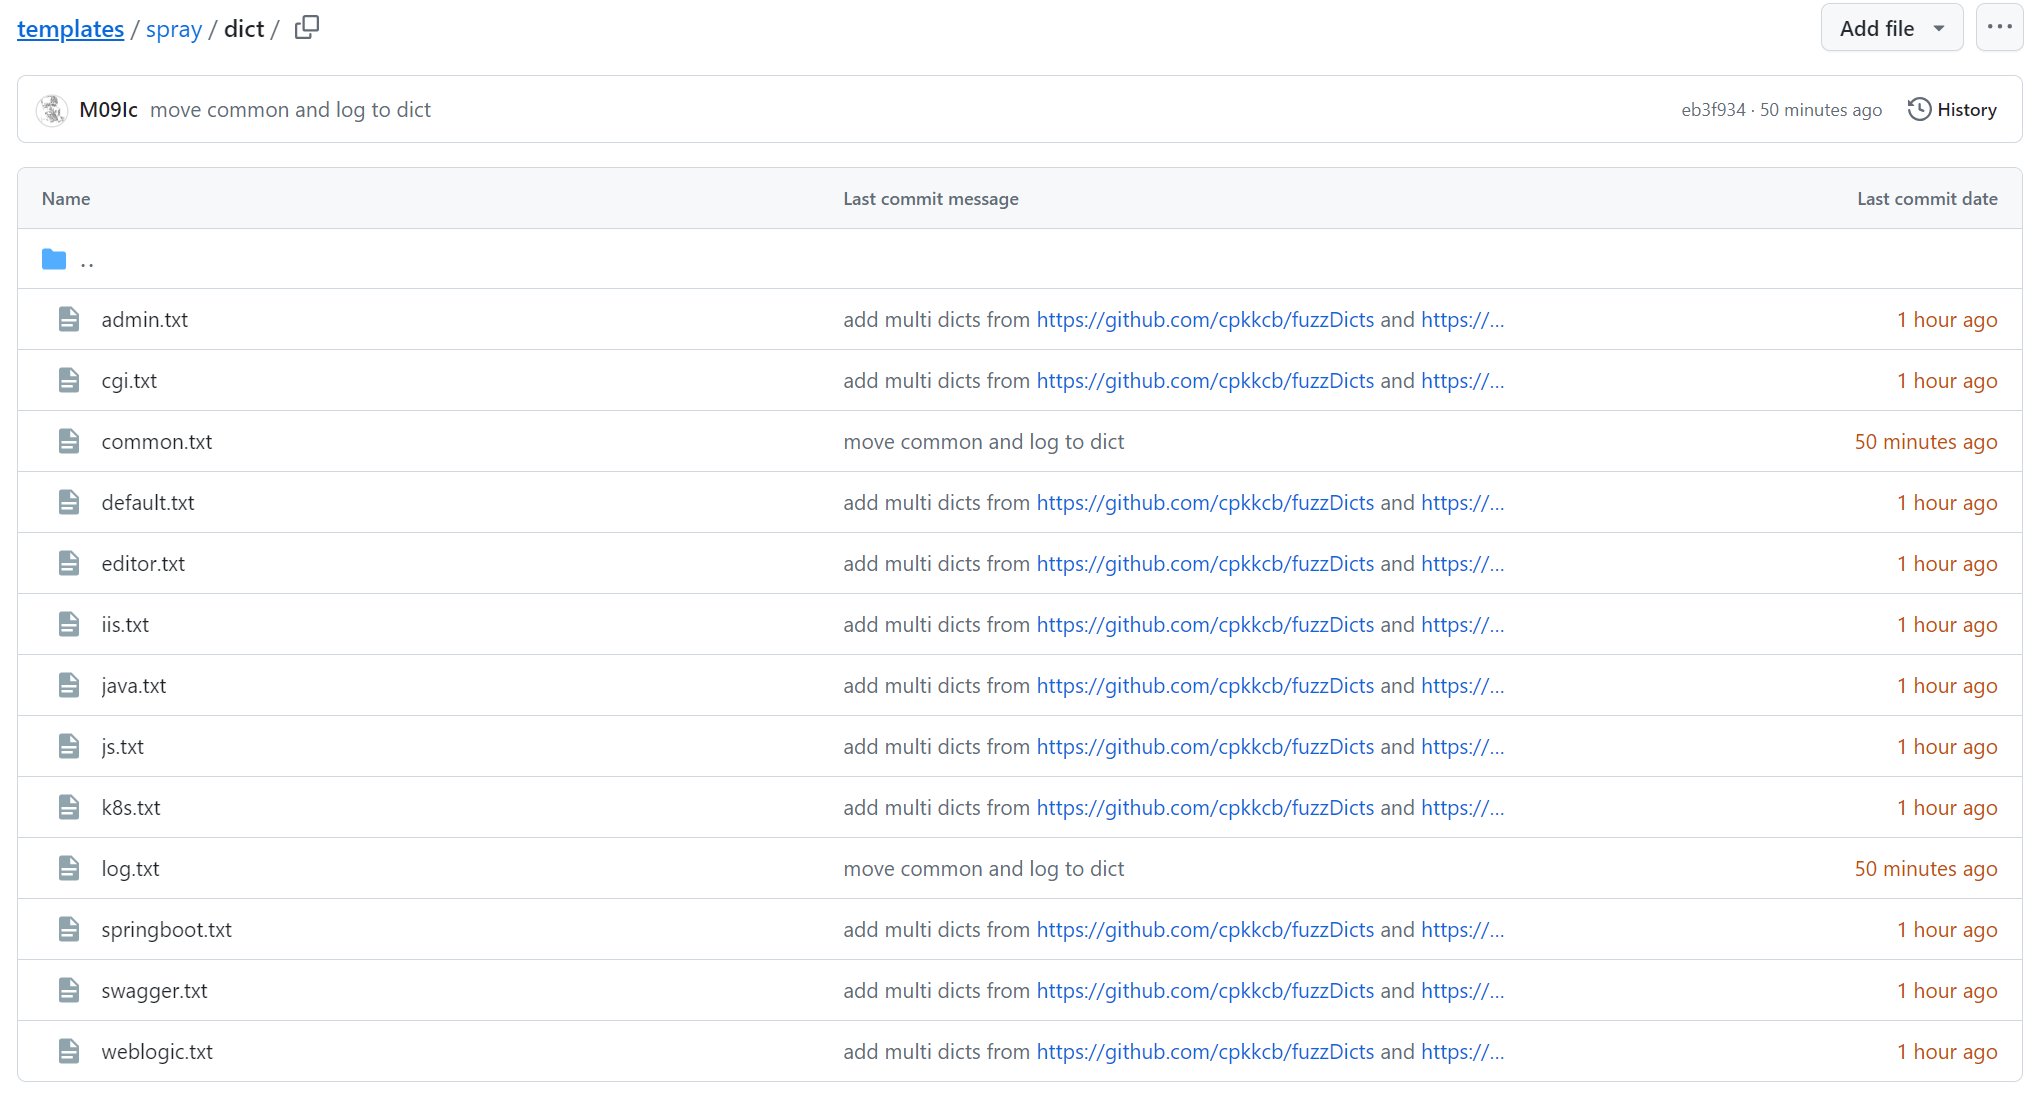 templates / spray / dict /
Add file
M09Ic move common and log to dict
eb3f934 · 50 minutes ago
History
Name Last commit message Last commit date
..
admin.txt add multi dicts from https://github.com/cpkkcb/fuzzDicts and https://... 1 hour ago
cgi.txt add multi dicts from https://github.com/cpkkcb/fuzzDicts and https://... 1 hour ago
common.txt move common and log to dict 50 minutes ago
default.txt add multi dicts from https://github.com/cpkkcb/fuzzDicts and https://... 1 hour ago
editor.txt add multi dicts from https://github.com/cpkkcb/fuzzDicts and https://... 1 hour ago
iis.txt add multi dicts from https://github.com/cpkkcb/fuzzDicts and https://... 1 hour ago
java.txt add multi dicts from https://github.com/cpkkcb/fuzzDicts and https://... 1 hour ago
js.txt add multi dicts from https://github.com/cpkkcb/fuzzDicts and https://... 1 hour ago
k8s.txt add multi dicts from https://github.com/cpkkcb/fuzzDicts and https://... 1 hour ago
log.txt move common and log to dict 50 minutes ago
springboot.txt add multi dicts from https://github.com/cpkkcb/fuzzDicts and https://... 1 hour ago
swagger.txt add multi dicts from https://github.com/cpkkcb/fuzzDicts and https://... 1 hour ago
weblogic.txt add multi dicts from https://github.com/cpkkcb/fuzzDicts and https://... 1 hour ago